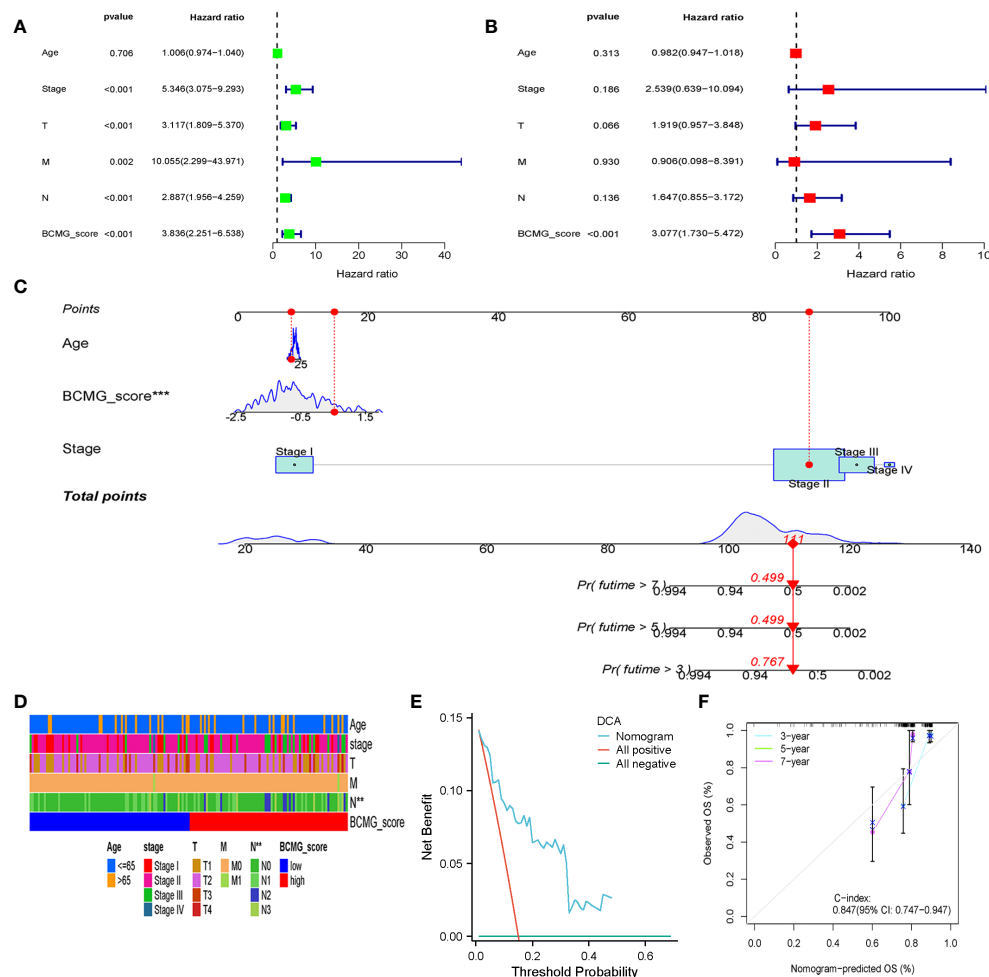 A
pvalue Hazard ratio
Age 0.706 1.006(0.974−1.040)
Stage <0.001 5.346(3.075−9.293)
T <0.001 3.117(1.809−5.370)
M 0.002 10.055(2.299−43.971)
N <0.001 2.887(1.956−4.259)
BCMG_score <0.001 3.836(2.251−6.538)
0 10 20 30 40
Hazard ratio
B
pvalue Hazard ratio
Age 0.313 0.982(0.947−1.018)
Stage 0.186 2.539(0.639−10.094)
T 0.066 1.919(0.957−3.848)
M 0.930 0.906(0.098−8.391)
N 0.136 1.647(0.855−3.172)
BCMG_score <0.001 3.077(1.730−5.472)
0 2 4 6 8 10
Hazard ratio
C
Points
0 20 40 60 80 100
Age
25
BCMG_score***
-2.5 -0.5 1.5
Stage
Stage I Stage III
Stage IV
Stage II
Total points
111
20 40 60 80 100 120 140
0.499
Pr( futime > 7 )
0.994 0.94 0.5 0.002
0.499
Pr( futime > 5 )
0.994 0.94 0.5 0.002
0.767
Pr( futime > 3 )
0.994 0.94 0.5 0.002
D
Age
stage
T
M
N**
BCMG_score
Age stage T M N** BCMG_score
<=65 Stage I T1 M0 N0 low
>65 Stage II T2 M1 N1 high
Stage III T3 N2
Stage IV T4 N3
E
0.15
0.10
0.05
0.00
Net Benefit
DCA
Nomogram
All positive
All negative
0.0 0.2 0.4 0.6
Threshold Probability
F
1.0
0.8
0.6
0.4
0.2
0.0
Observed OS (%)
3-year
5-year
7-year
C-index:
0.847(95% CI: 0.747-0.947)
0.0 0.2 0.4 0.6 0.8 1.0
Nomogram-predicted OS (%)